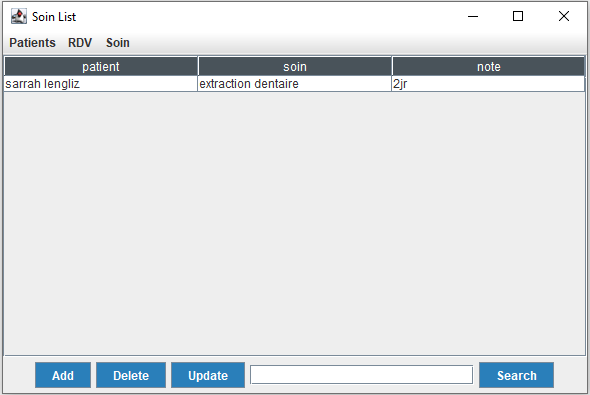 Soin List
Patients RDV Soin
patient soin note
sarrah lengliz extraction dentaire 2jr
Add Delete Update Search